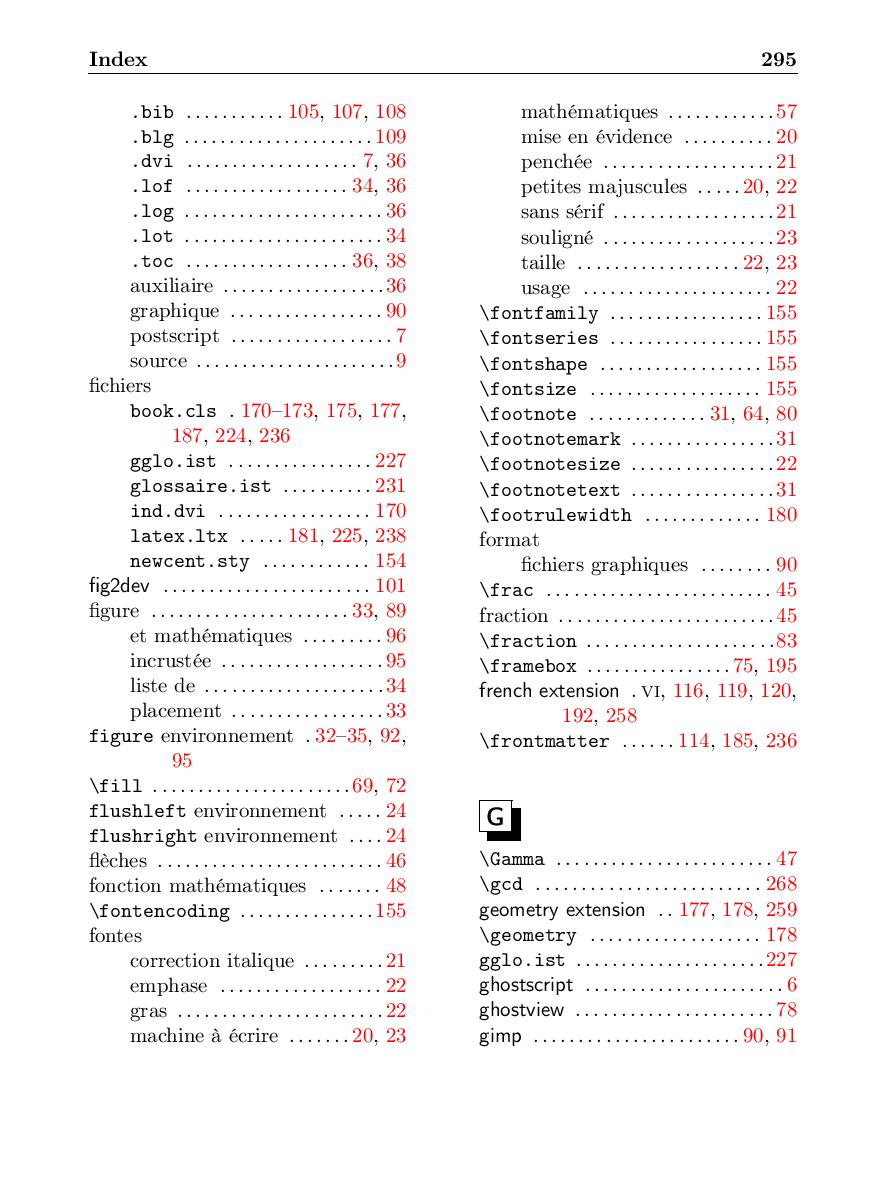 Index 295
.bib ........... 105, 107, 108
.blg ..................... 109
.dvi ................... 7, 36
.lof .................. 34, 36
.log ...................... 36
.lot ...................... 34
.toc .................. 36, 38
auxiliaire .................. 36
graphique ................. 90
postscript .................. 7
source ...................... 9
fichiers
book.cls . 170–173, 175, 177,
187, 224, 236
gglo.ist ................ 227
glossaire.ist .......... 231
ind.dvi ................. 170
latex.ltx ..... 181, 225, 238
newcent.sty ............ 154
fig2dev ....................... 101
figure ...................... 33, 89
et mathématiques ......... 96
incrustée .................. 95
liste de .................... 34
placement ................. 33
figure environnement . 32–35, 92,
95
\fill ...................... 69, 72
flushleft environnement ..... 24
flushright environnement .... 24
flèches ......................... 46
fonction mathématiques ....... 48
\fontencoding ............... 155
fontes
correction italique ......... 21
emphase .................. 22
gras ....................... 22
machine à écrire ....... 20, 23
mathématiques ............ 57
mise en évidence .......... 20
penchée ................... 21
petites majuscules ..... 20, 22
sans sérif .................. 21
souligné ................... 23
taille .................. 22, 23
usage ..................... 22
\fontfamily ................. 155
\fontseries ................. 155
\fontshape .................. 155
\fontsize ................... 155
\footnote ............. 31, 64, 80
\footnotemark ................ 31
\footnotesize ................ 22
\footnotetext ................ 31
\footrulewidth ............. 180
format
fichiers graphiques ........ 90
\frac ......................... 45
fraction ........................ 45
\fraction ..................... 83
\framebox ................ 75, 195
french extension . VI, 116, 119, 120,
192, 258
\frontmatter ...... 114, 185, 236
G
\Gamma ........................ 47
\gcd ......................... 268
geometry extension .. 177, 178, 259
\geometry ................... 178
gglo.ist ..................... 227
ghostscript ...................... 6
ghostview ...................... 78
gimp ....................... 90, 91